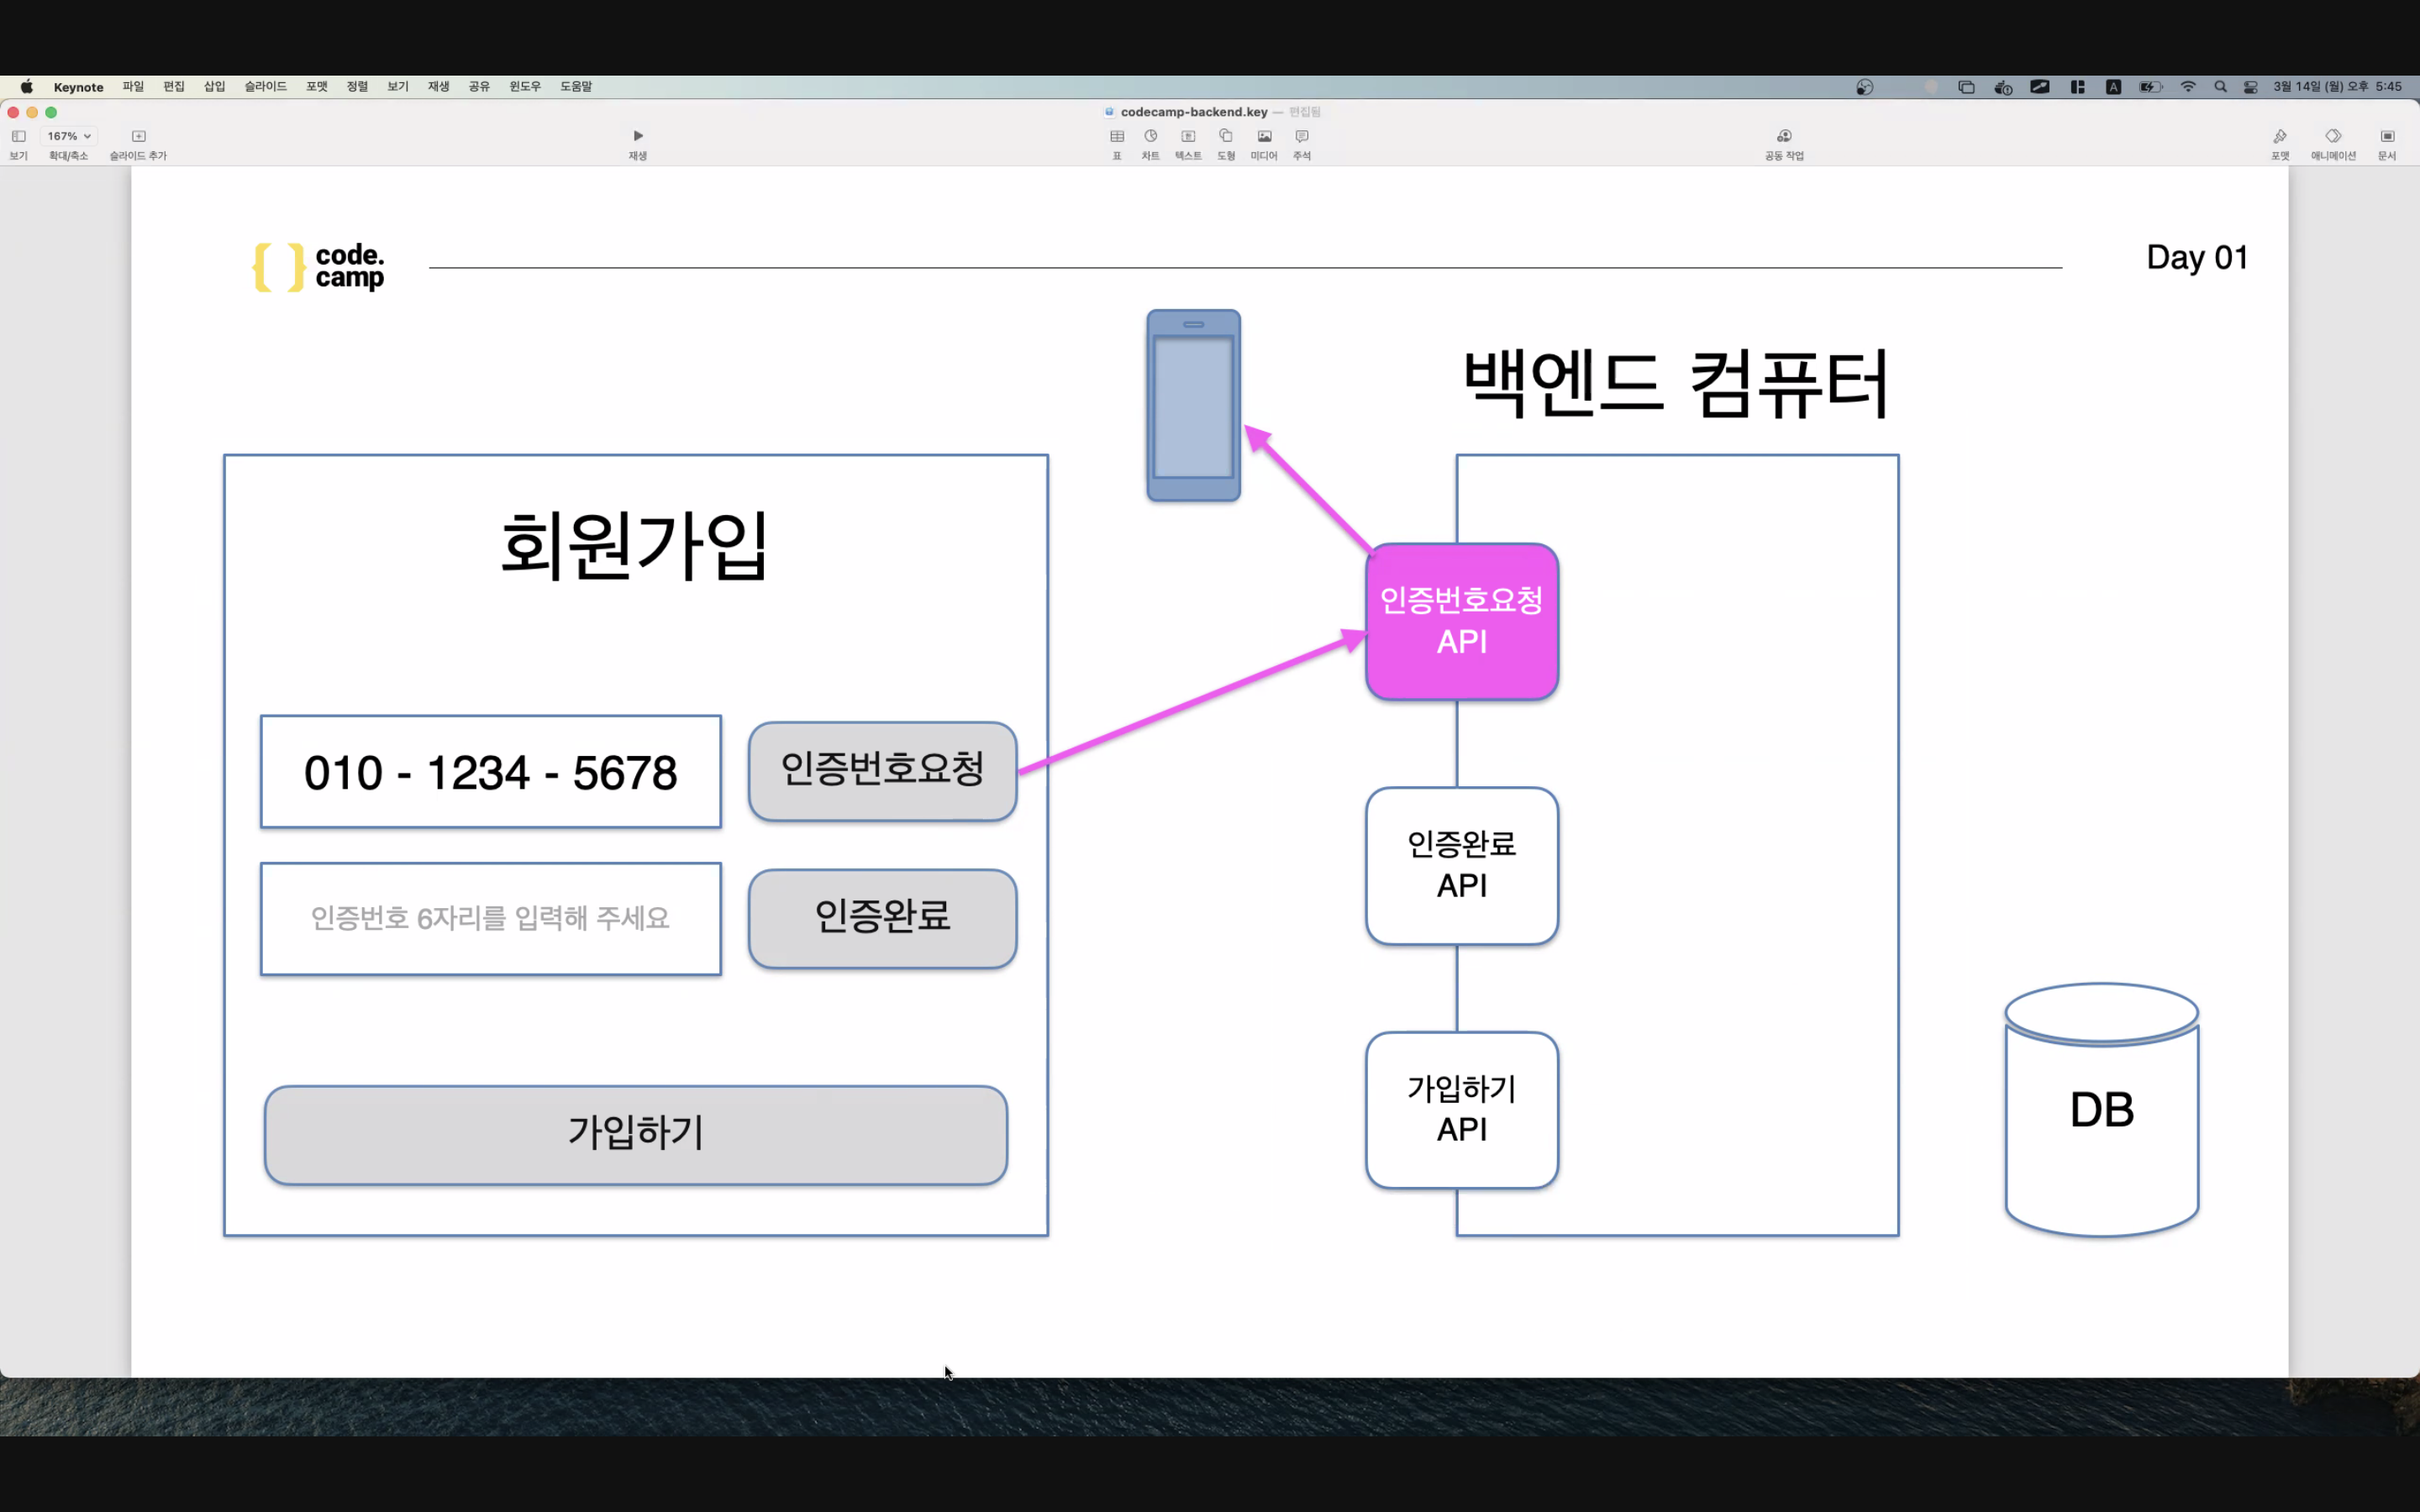 Keynote 파일 편집 삽입 슬라이드 포맷 정렬 보기 재생 공유 윈도우 도움말
A 3월 14일 (월) 오후 5:45
codecamp-backend.key — 편집됨
167%
보기 확대/축소 슬라이드 추가 재생 표 차트 텍스트 도형 미디어 주석 공동 작업 포맷 애니메이션 문서
{ } code.
camp
Day 01
백엔드 컴퓨터
회원가입
인증번호요청
API
010 - 1234 - 5678
인증번호요청
인증완료
API
인증번호 6자리를 입력해 주세요
인증완료
가입하기
API
가입하기
DB